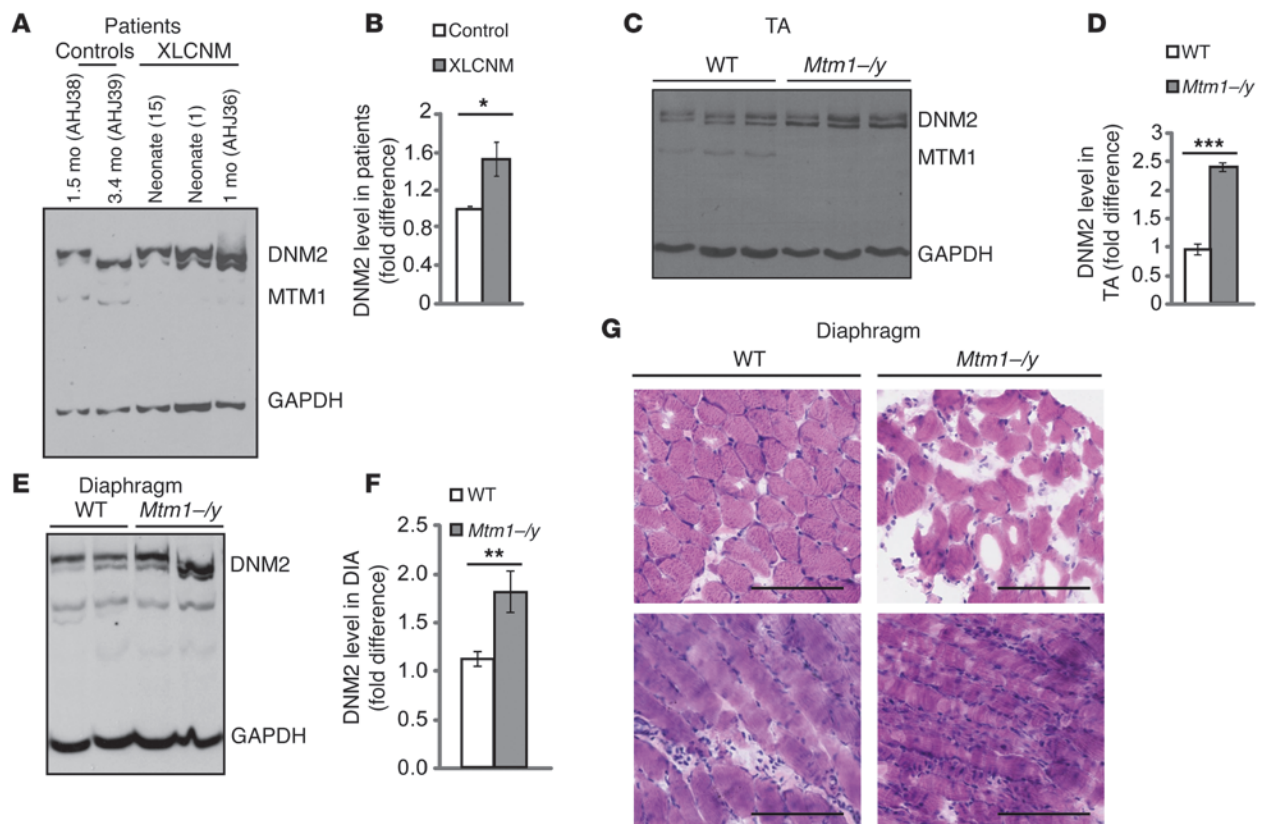 A
Patients
Controls XLCNM
1.5 mo (AHJ38)
3.4 mo (AHJ39)
Neonate (15)
Neonate (1)
1 mo (AHJ36)
DNM2
MTM1
GAPDH
B
Control
XLCNM
DNM2 level in patients
(fold difference)
2
1.6
1.2
0.8
0.4
0
*
C
TA
WT Mtm1–/y
DNM2
MTM1
GAPDH
D
WT
Mtm1–/y
DNM2 level in
TA (fold difference)
3
2.5
2
1.5
1
0.5
0
***
E
Diaphragm
WT Mtm1–/y
DNM2
GAPDH
F
WT
Mtm1–/y
DNM2 level in DIA
(fold difference)
2.5
2.0
1.5
1.0
0.5
0.0
**
G
Diaphragm
WT Mtm1–/y